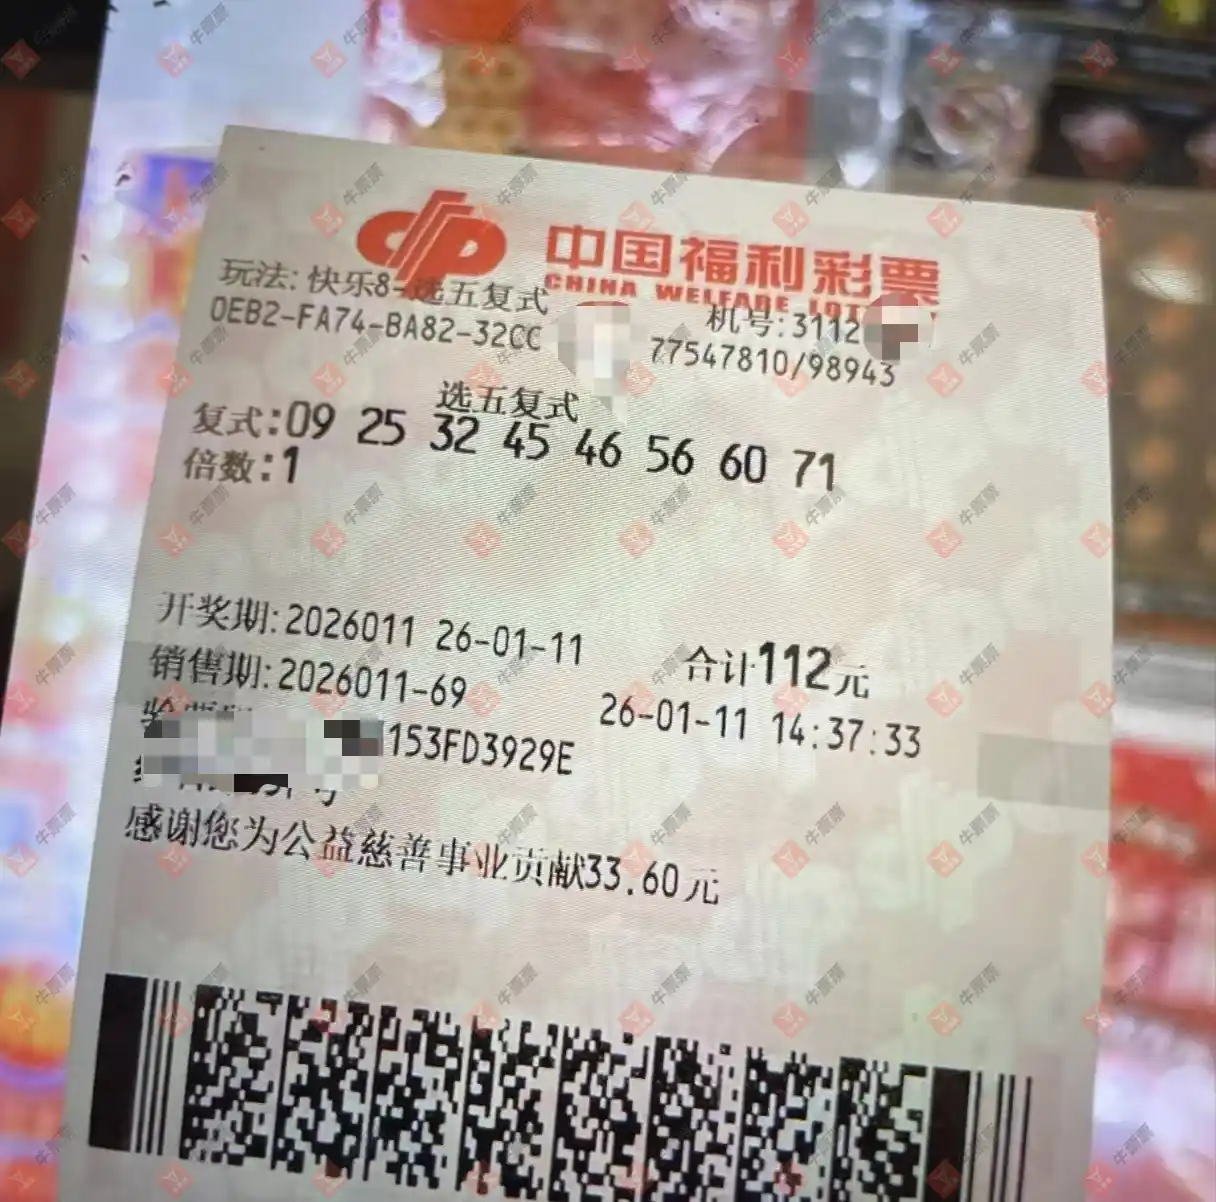 中国福利彩票
CHINA WELFARE
玩法: 快乐8-选五复式
机号:3112
0EB2-FA74-BA82-32CC
77547810/98943
选五复式
复式:09 25 32 45 46 56 60 71
倍数:1
开奖期:2026011 26-01-11
合计112元
销售期:2026011-69
26-01-11 14:37:33
153FD3929E
感谢您为公益慈善事业贡献33.60元
牛票票